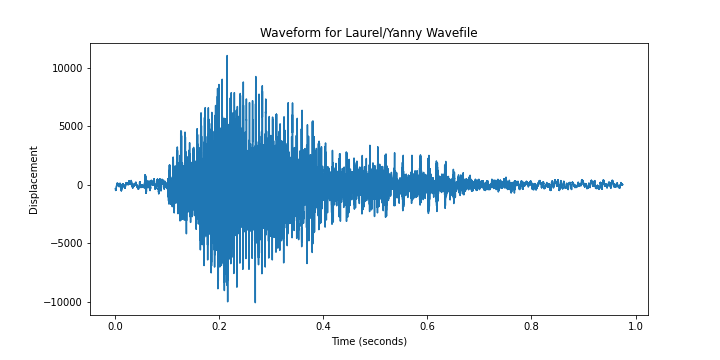 Waveform for Laurel/Yanny Wavefile
10000
5000
0
−5000
−10000
Displacement
0.0 0.2 0.4 0.6 0.8 1.0
Time (seconds)